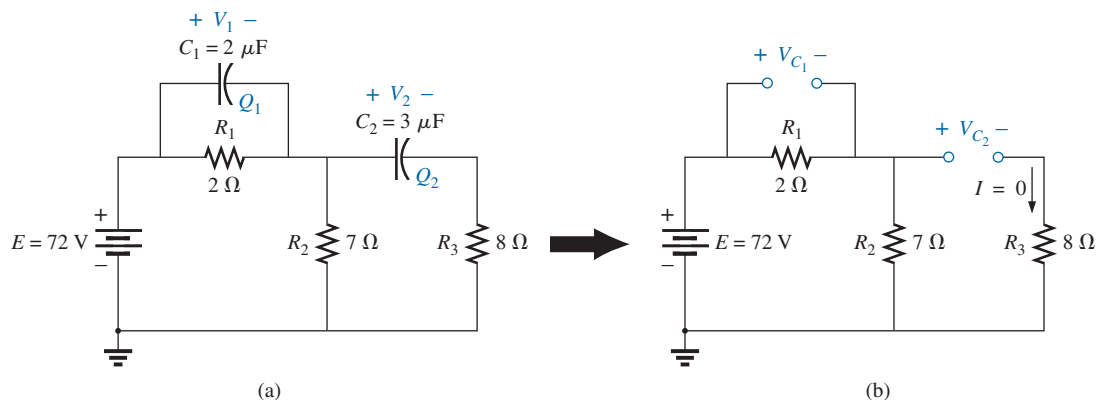 + V1 –
C1 = 2 μF
Q1
R1
2 Ω
+ V2 –
C2 = 3 μF
Q2
+
E = 72 V
–
R2
7 Ω
R3
8 Ω
(a)
+ VC1 –
R1
2 Ω
+ VC2 –
I = 0
+
E = 72 V
–
R2
7 Ω
R3
8 Ω
(b)